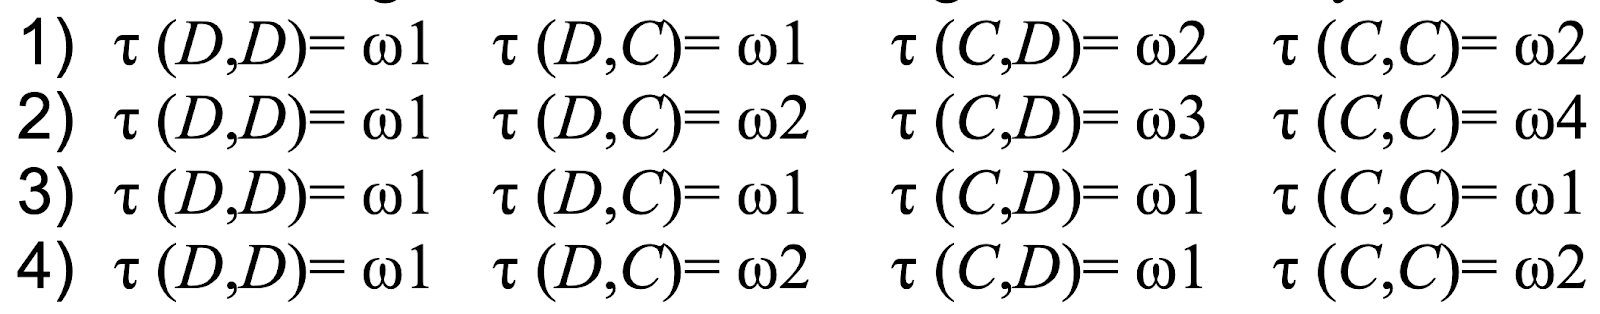 1) τ (D,D)= ω1 τ (D,C)= ω1 τ (C,D)= ω2 τ (C,C)= ω2
2) τ (D,D)= ω1 τ (D,C)= ω2 τ (C,D)= ω3 τ (C,C)= ω4
3) τ (D,D)= ω1 τ (D,C)= ω1 τ (C,D)= ω1 τ (C,C)= ω1
4) τ (D,D)= ω1 τ (D,C)= ω2 τ (C,D)= ω1 τ (C,C)= ω2